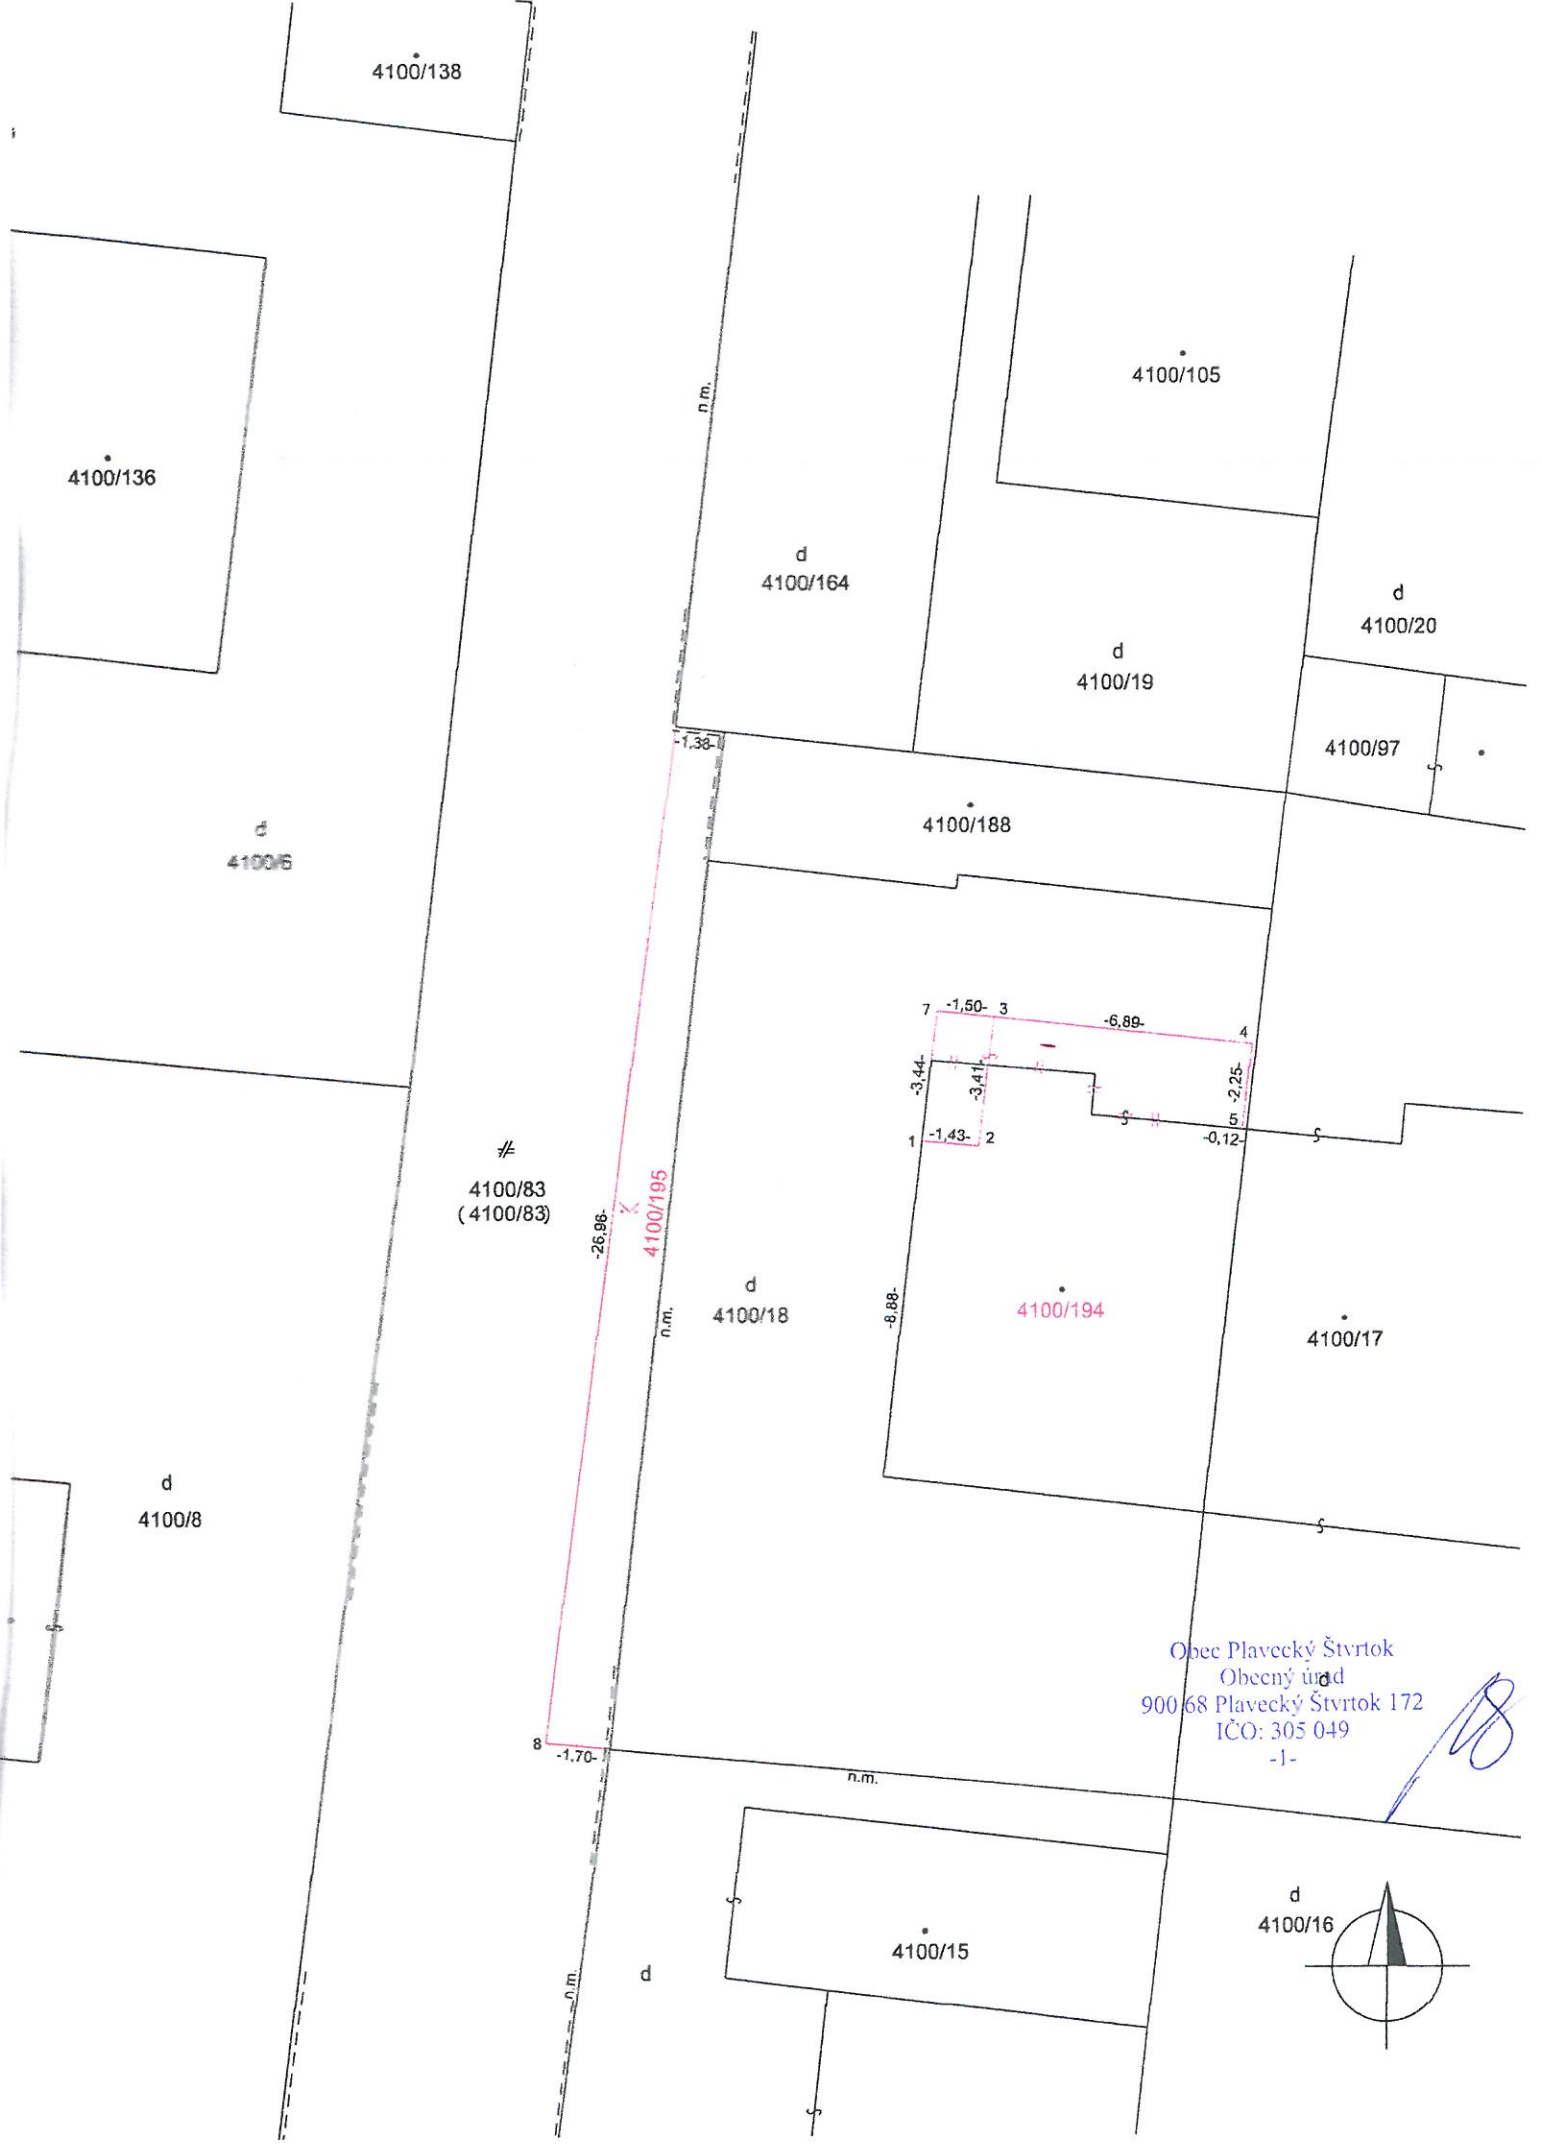 4100/138
4100/136
n.m.
4100/105
d
4100/164
d
4100/20
d
4100/19
-1,38-
4100/97
4100/188
d
4100/6
7
-1,50-
3
-6,89-
4
-3,44-
-3,41-
-2,25-
5
1
-1,43-
2
-0,12-
4100/83
( 4100/83)
-26,96-
4100/195
n.m.
d
4100/18
-8,88-
4100/194
4100/17
d
4100/8
Obec Plavecký Štvrtok
Obecný úrad
d
900 68 Plavecký Štvrtok 172
IČO: 305 049
-1-
8
-1,70-
n.m.
d
4100/16
4100/15
n.m.
d